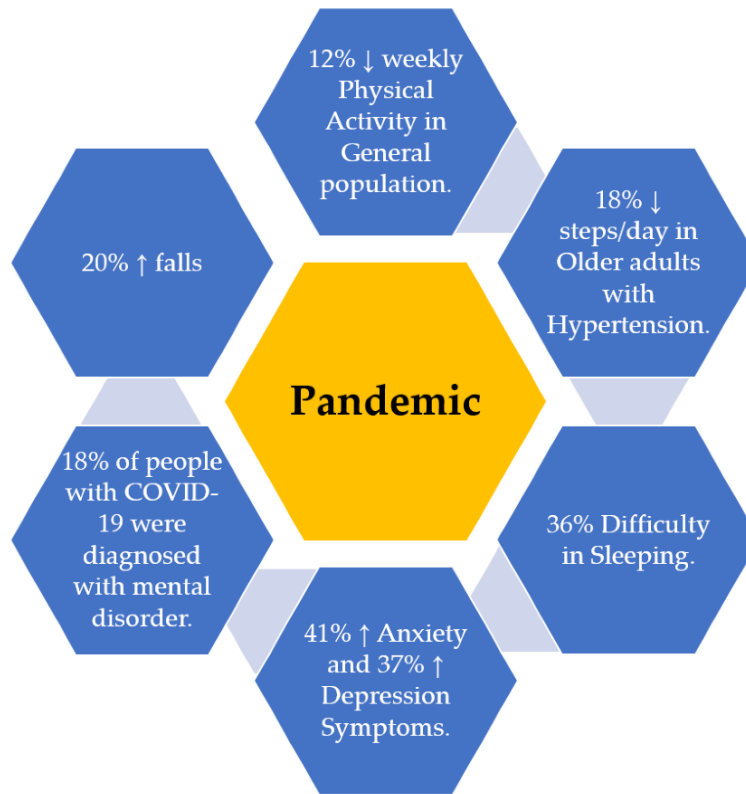 12% ↓ weekly
Physical
Activity in
General
population.
18% ↓
steps/day in
Older adults
with
Hypertension.
36% Difficulty
in Sleeping.
41% ↑ Anxiety
and 37% ↑
Depression
Symptoms.
18% of people
with COVID-
19 were
diagnosed
with mental
disorder.
20% ↑ falls
Pandemic